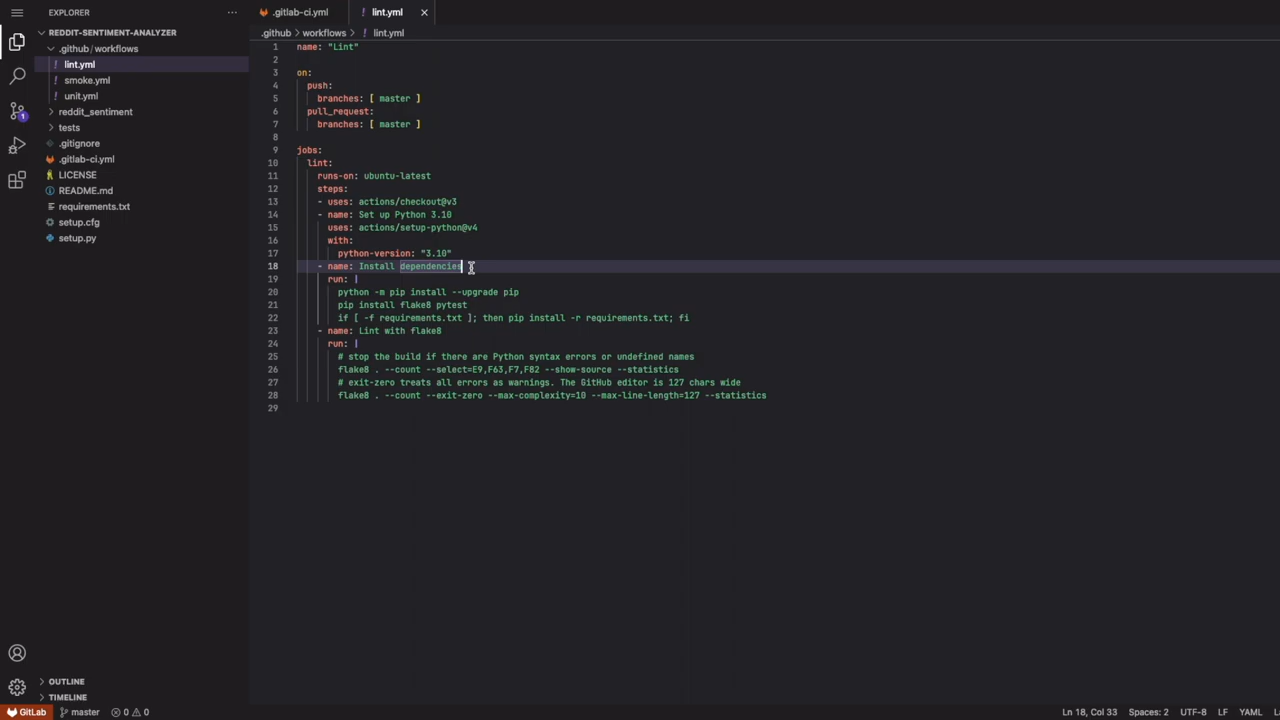 EXPLORER
REDDIT-SENTIMENT-ANALYZER
.github/workflows
lint.yml
smoke.yml
unit.yml
reddit_sentiment
tests
.gitignore
.gitlab-ci.yml
LICENSE
README.md
requirements.txt
setup.cfg
setup.py
OUTLINE
TIMELINE
.gitlab-ci.yml
lint.yml
.github > workflows > lint.yml
1 name: "Lint"
2
3 on:
4 push:
5 branches: [ master ]
6 pull_request:
7 branches: [ master ]
8
9 jobs:
10 lint:
11 runs-on: ubuntu-latest
12 steps:
13 - uses: actions/checkout@v3
14 - name: Set up Python 3.10
15 uses: actions/setup-python@v4
16 with:
17 python-version: "3.10"
18 - name: Install dependencies
19 run: |
20 python -m pip install --upgrade pip
21 pip install flake8 pytest
22 if [ -f requirements.txt ]; then pip install -r requirements.txt; fi
23 - name: Lint with flake8
24 run: |
25 # stop the build if there are Python syntax errors or undefined names
26 flake8 . --count --select=E9,F63,F7,F82 --show-source --statistics
27 # exit-zero treats all errors as warnings. The GitHub editor is 127 chars wide
28 flake8 . --count --exit-zero --max-complexity=10 --max-line-length=127 --statistics
29
1
GitLab master 0 0 Ln 18, Col 33 Spaces: 2 UTF-8 LF YAML